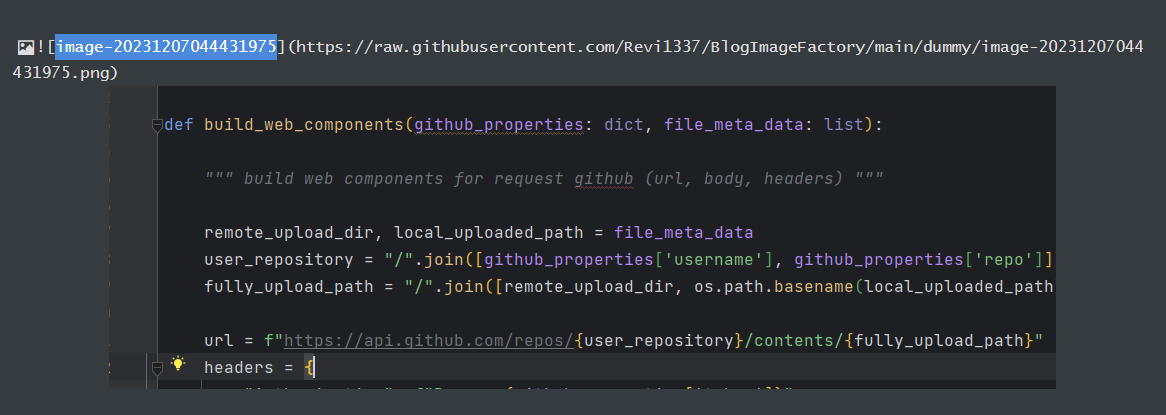 ![image-20231207044431975](https://raw.githubusercontent.com/Revi1337/BlogImageFactory/main/dummy/image-20231207044
431975.png)
def build_web_components(github_properties: dict, file_meta_data: list):
""" build web components for request github (url, body, headers) """
remote_upload_dir, local_uploaded_path = file_meta_data
user_repository = "/".join([github_properties['username'], github_properties['repo']]
fully_upload_path = "/".join([remote_upload_dir, os.path.basename(local_uploaded_path
url = f"https://api.github.com/repos/{user_repository}/contents/{fully_upload_path}"
headers = {